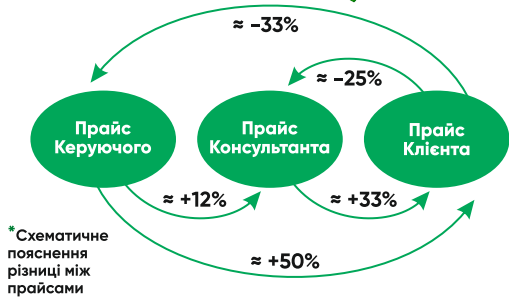 ≈ -33%
≈ -25%
Прайс
Керуючого
Прайс
Консультанта
Прайс
Клієнта
≈ +12%
≈ +33%
*Схематичне
пояснення
різниці між
прайсами
≈ +50%